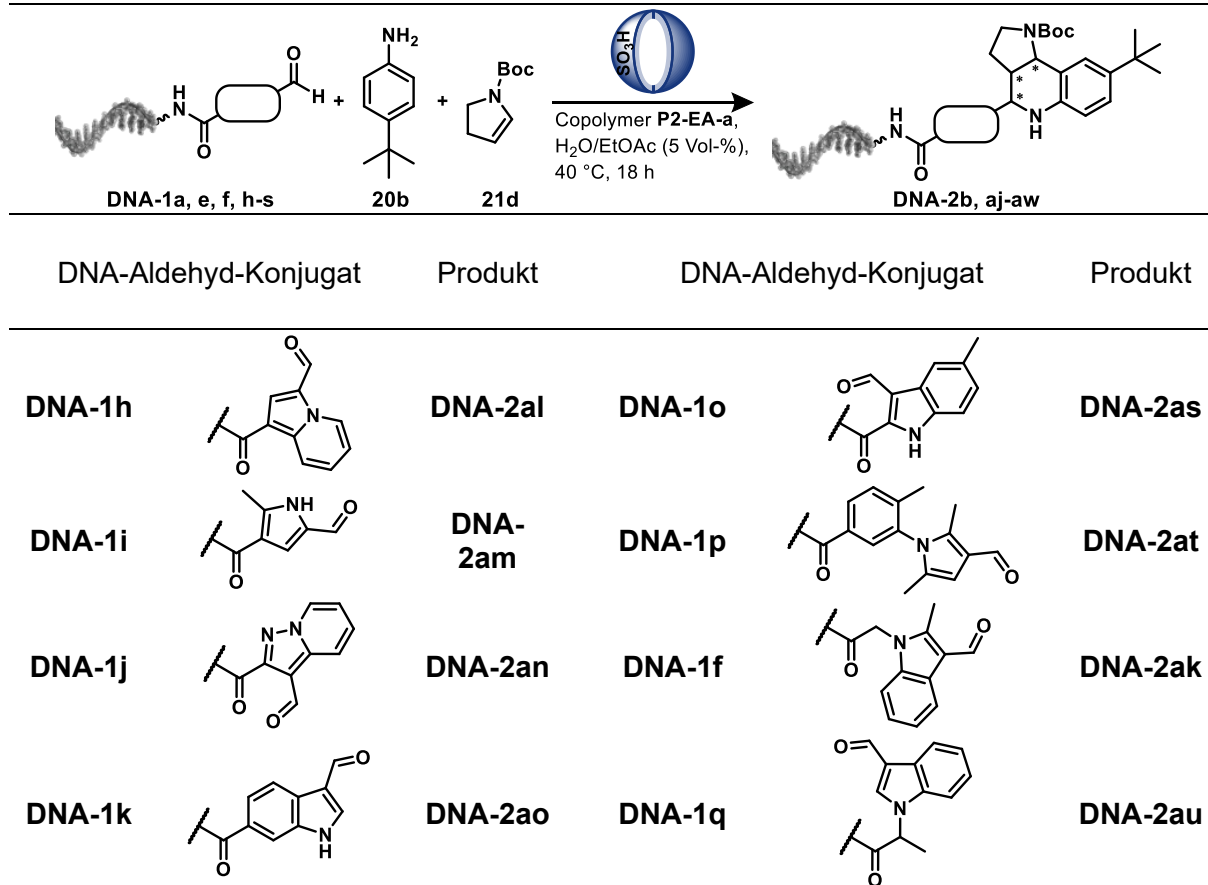 NH₂
O
H
NH
O
+
+
Boc
N
SO₃H
Copolymer P2-EA-a,
H₂O/EtOAc (5 Vol-%),
40 °C, 18 h
NBoc
*
*
*
N
H
NH
O
DNA-1a, e, f, h-s
20b
21d
DNA-2b, aj-aw
DNA-Aldehyd-Konjugat
Produkt
DNA-Aldehyd-Konjugat
Produkt
DNA-1h
O
N
O
DNA-2al
DNA-1o
O
O
N
H
DNA-2as
DNA-1i
NH
O
O
DNA-
2am
DNA-1p
O
N
O
DNA-2at
DNA-1j
N
N
O
O
DNA-2an
DNA-1f
O
N
O
DNA-2ak
DNA-1k
O
O
N
H
DNA-2ao
DNA-1q
O
N
O
DNA-2au